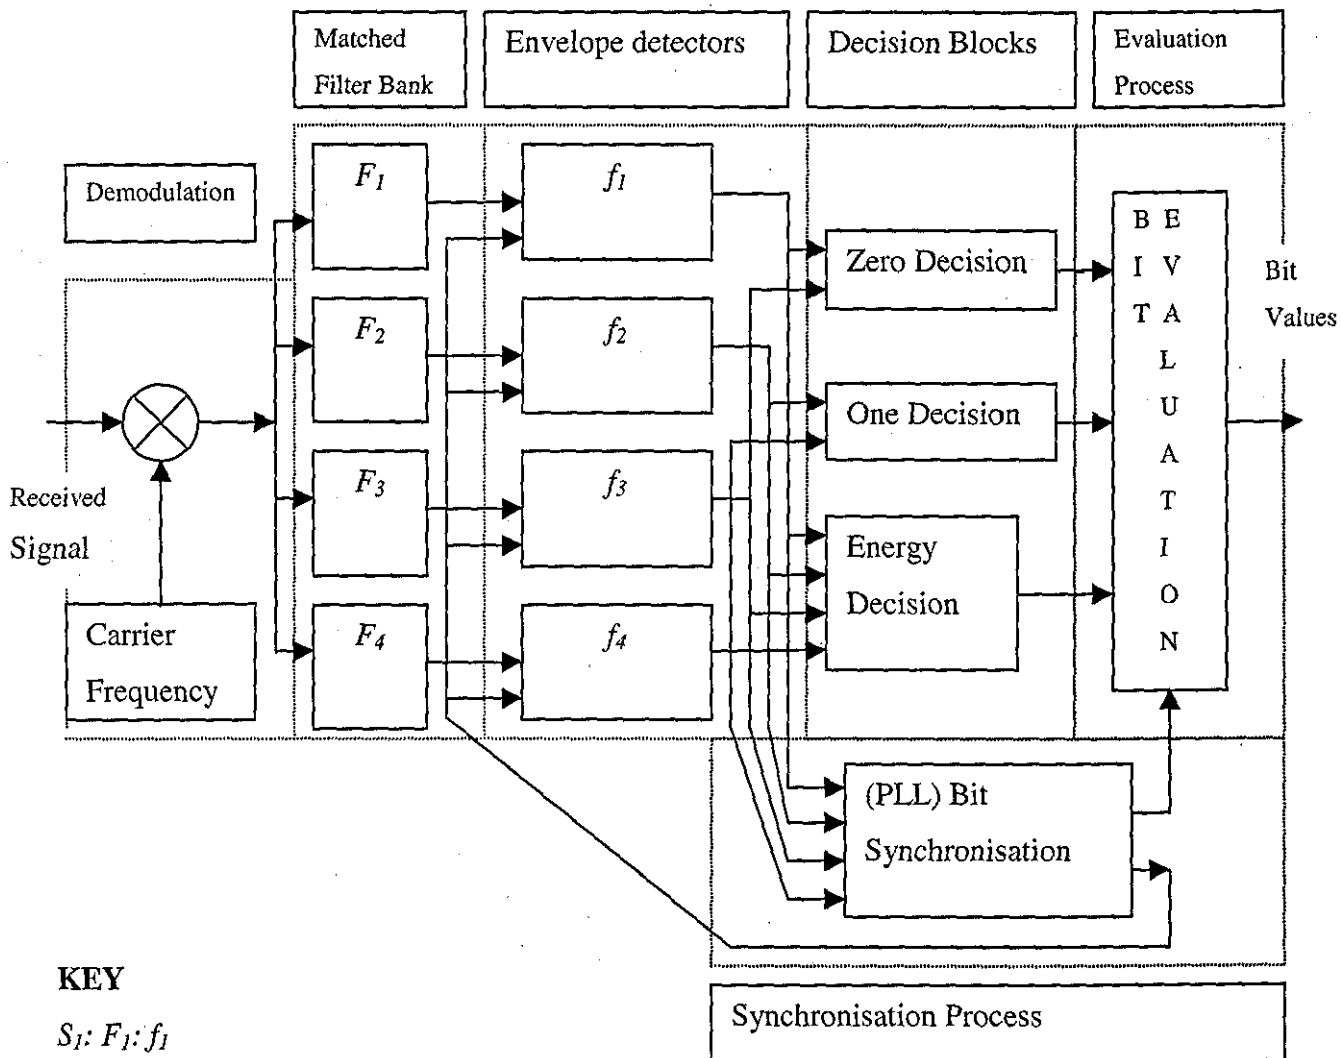 Matched
Filter Bank
Envelope detectors
Decision Blocks
Evaluation
Process
Demodulation
F1
f1
F2
f2
F3
f3
F4
f4
Zero Decision
One Decision
Energy
Decision
BIT
EVALUATION
Bit
Values
Received
Signal
Carrier
Frequency
(PLL) Bit
Synchronisation
KEY
S1: F1: f1
Synchronisation Process